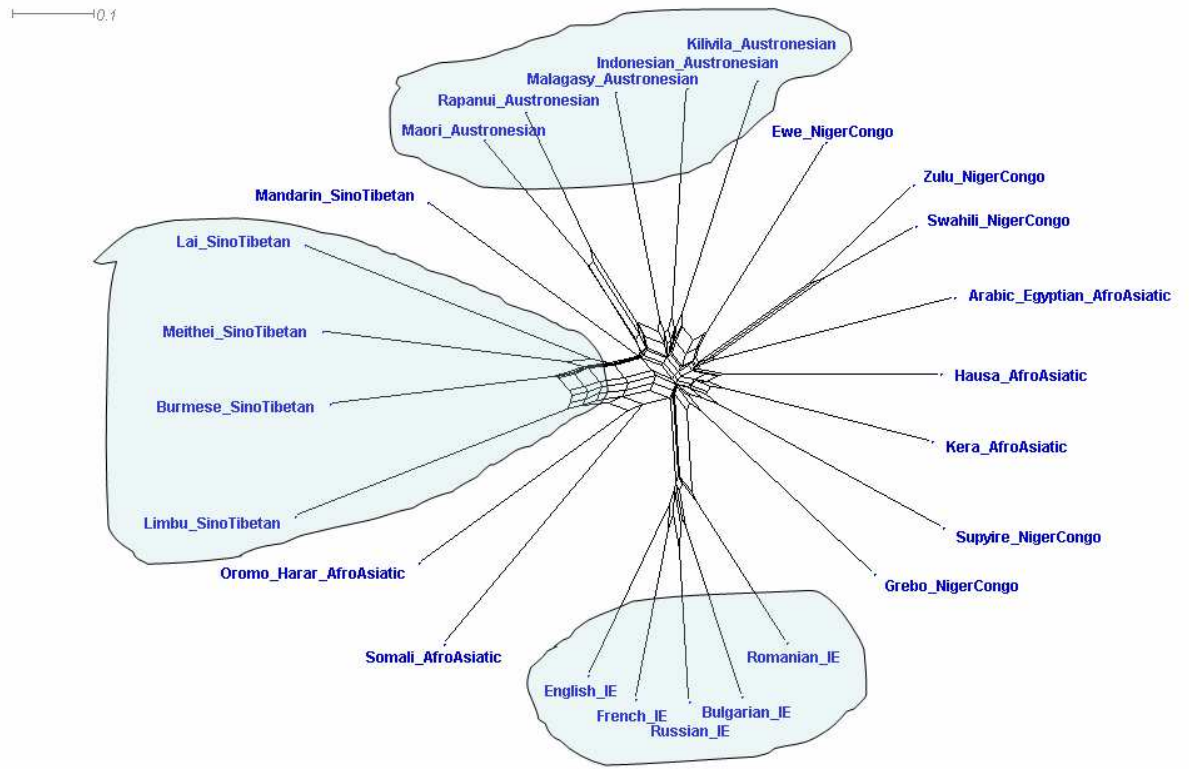 0.1
Kilivila_Austronesian
Indonesian_Austronesian
Malagasy_Austronesian
Rapanui_Austronesian
Maori_Austronesian
Ewe_NigerCongo
Zulu_NigerCongo
Mandarin_SinoTibetan
Swahili_NigerCongo
Lai_SinoTibetan
Arabic_Egyptian_AfroAsiatic
Meithei_SinoTibetan
Hausa_AfroAsiatic
Burmese_SinoTibetan
Kera_AfroAsiatic
Limbu_SinoTibetan
Supyire_NigerCongo
Oromo_Harar_AfroAsiatic
Grebo_NigerCongo
Somali_AfroAsiatic
Romanian_IE
English_IE
French_IE
Bulgarian_IE
Russian_IE